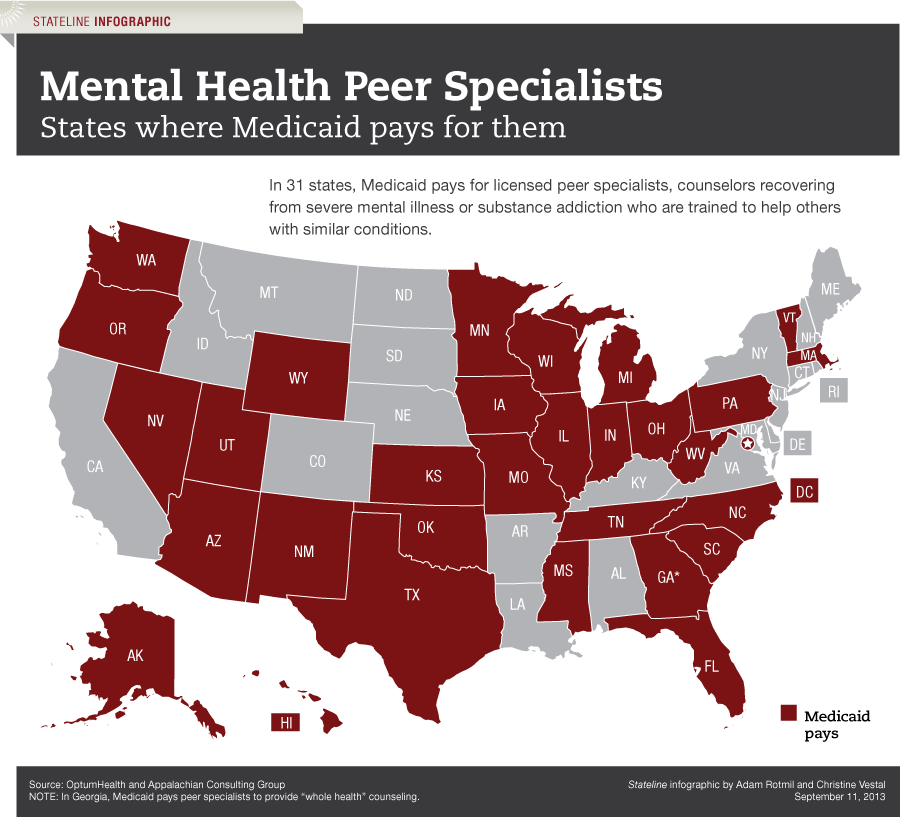 STATELINE INFOGRAPHIC
Mental Health Peer Specialists
States where Medicaid pays for them
In 31 states, Medicaid pays for licensed peer specialists, counselors recovering
from severe mental illness or substance addiction who are trained to help others
with similar conditions.
WA
MT
ND
MN
ME
OR
ID
SD
WI
VT
NH
NY
MA
CT
RI
WY
MI
NJ
NV
NE
IA
PA
UT
CO
IL
IN
OH
MD
DE
CA
KS
MO
WV
VA
KY
DC
AZ
NM
OK
AR
TN
NC
SC
TX
LA
MS
AL
GA*
AK
HI
FL
Medicaid
pays
Source: OptumHealth and Appalachian Consulting Group
NOTE: In Georgia, Medicaid pays peer specialists to provide “whole health” counseling.
Stateline infographic by Adam Rotmil and Christine Vestal
September 11, 2013